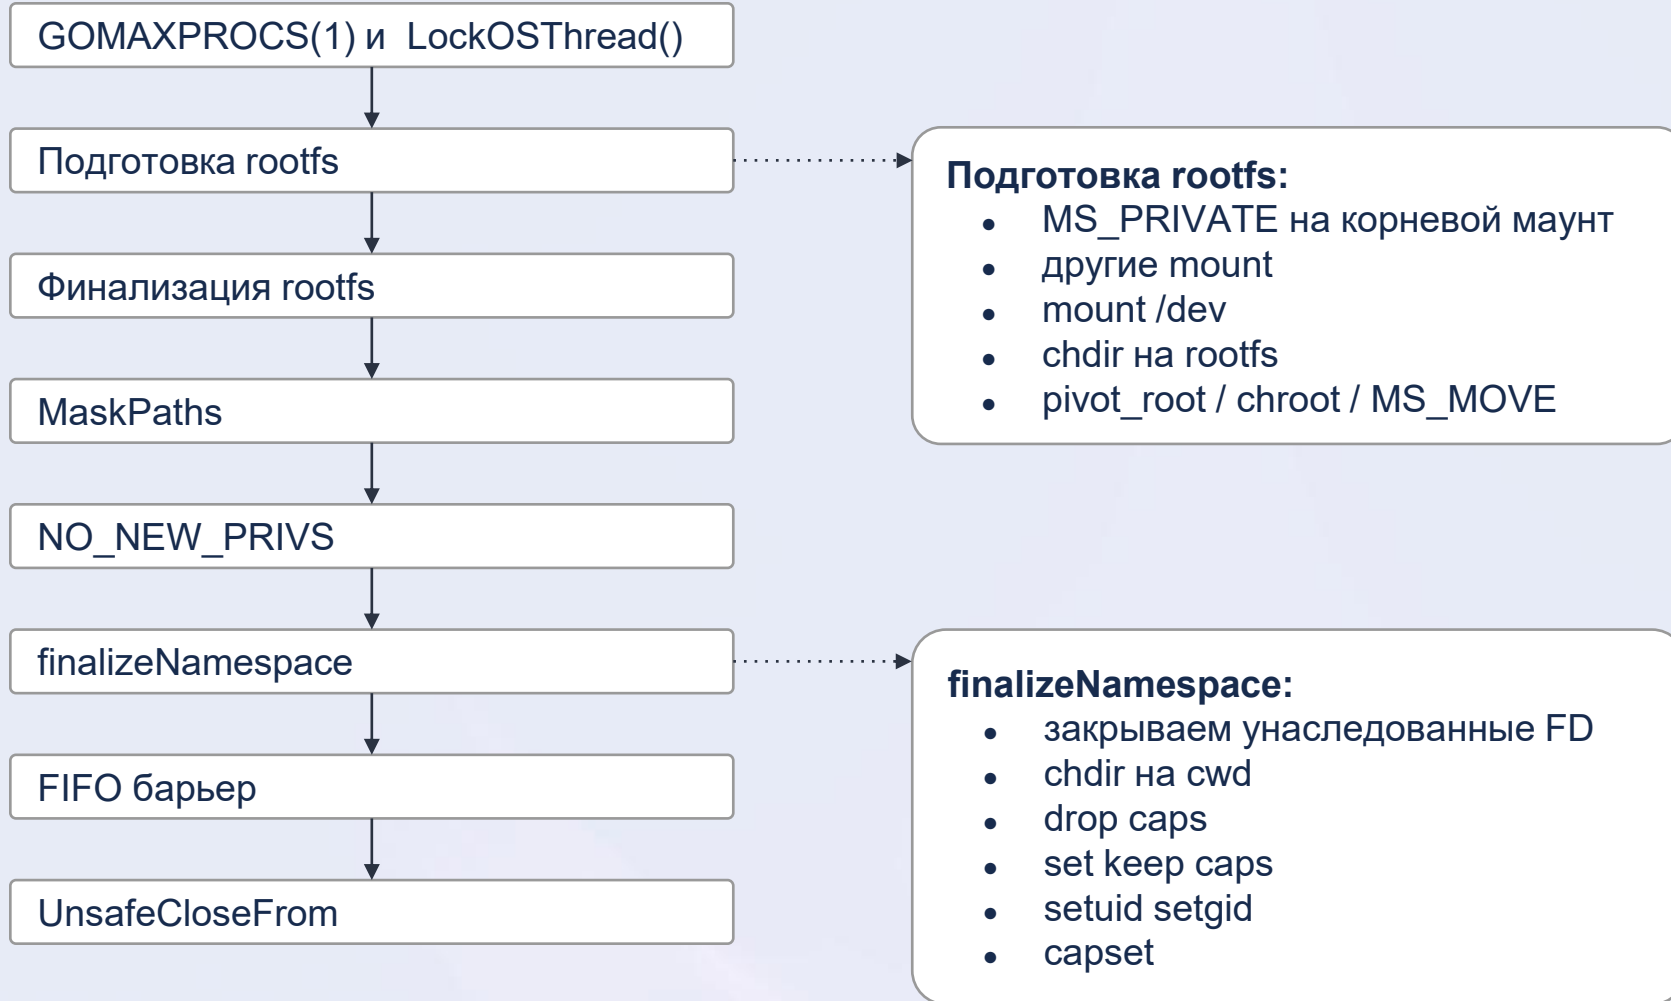 GOMAXPROCS(1) и LockOSThread()
Подготовка rootfs
Финализация rootfs
MaskPaths
NO_NEW_PRIVS
finalizeNamespace
FIFO барьер
UnsafeCloseFrom
Подготовка rootfs:
● MS_PRIVATE на корневой маунт
● другие mount
● mount /dev
● chdir на rootfs
● pivot_root / chroot / MS_MOVE
finalizeNamespace:
● закрываем унаследованные FD
● chdir на cwd
● drop caps
● set keep caps
● setuid setgid
● capset